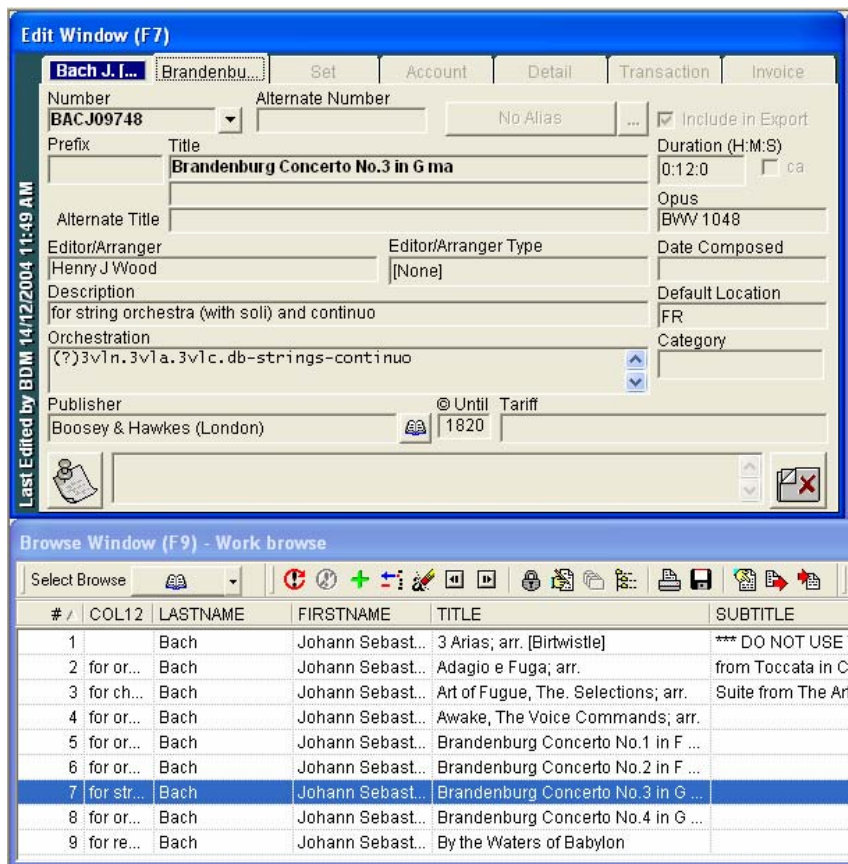 Edit Window (F7)
Bach J. [... Brandenbu... Set Account Detail Transaction Invoice
Number Alternate Number
BACJ09748 No Alias ... Include in Export
Prefix Title Duration (H:M:S)
Brandenburg Concerto No.3 in G ma 0:12:0 ca
Opus
Alternate Title BWV 1048
Editor/Arranger Editor/Arranger Type Date Composed
Henry J Wood [None]
Description Default Location
for string orchestra (with soli) and continuo FR
Orchestration Category
(?)3vln.3vla.3vlc.db-strings-continuo
Publisher © Until Tariff
Boosey & Hawkes (London) 1820
Last Edited by BDM 14/12/2004 11:49 AM
Browse Window (F9) - Work browse
Select Browse
# COL12 LASTNAME FIRSTNAME TITLE SUBTITLE
1 Bach Johann Sebast... 3 Arias; arr. [Birtwistle] *** DO NOT USE
2 for or... Bach Johann Sebast... Adagio e Fuga; arr. from Toccata in C
3 for ch... Bach Johann Sebast... Art of Fugue, The. Selections; arr. Suite from The Art
4 for or... Bach Johann Sebast... Awake, The Voice Commands; arr.
5 for or... Bach Johann Sebast... Brandenburg Concerto No.1 in F ...
6 for or... Bach Johann Sebast... Brandenburg Concerto No.2 in F ...
7 for str... Bach Johann Sebast... Brandenburg Concerto No.3 in G ...
8 for or... Bach Johann Sebast... Brandenburg Concerto No.4 in G ...
9 for re... Bach Johann Sebast... By the Waters of Babylon